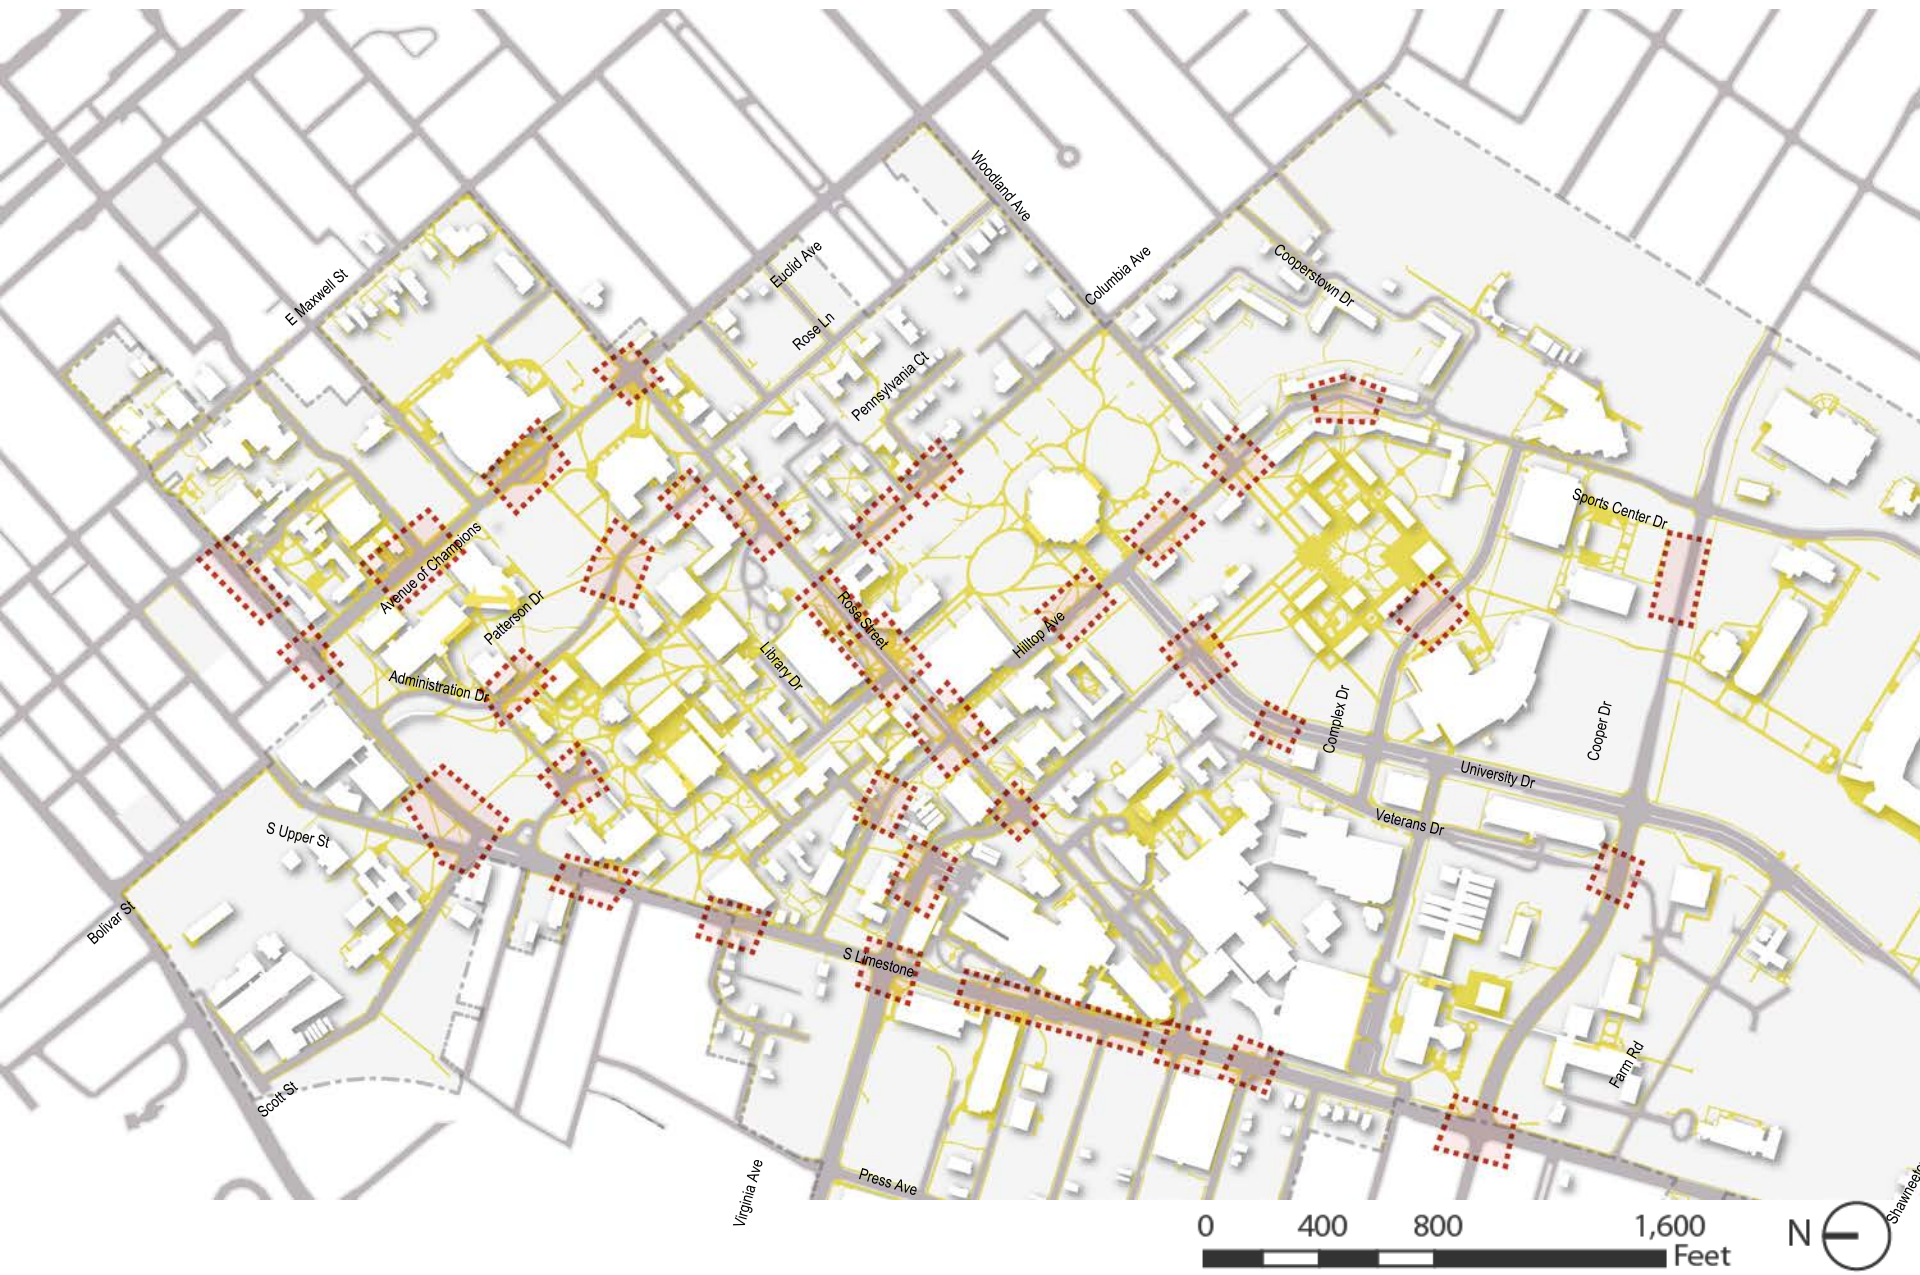 Woodland Ave
Euclid Ave
Columbia Ave
Cooperstown Dr
E Maxwell St
Rose Ln
Pennsylvania Ct
Sports Center Dr
Avenue of Champions
Patterson Dr
Rose Street
Hilltop Ave
Library Dr
Administration Dr
Complex Dr
Cooper Dr
University Dr
Veterans Dr
S Upper St
Bolivar St
S Limestone
Scott St
Farm Rd
Virginia Ave
Press Ave
Shawneeto
0 400 800 1,600
Feet
N